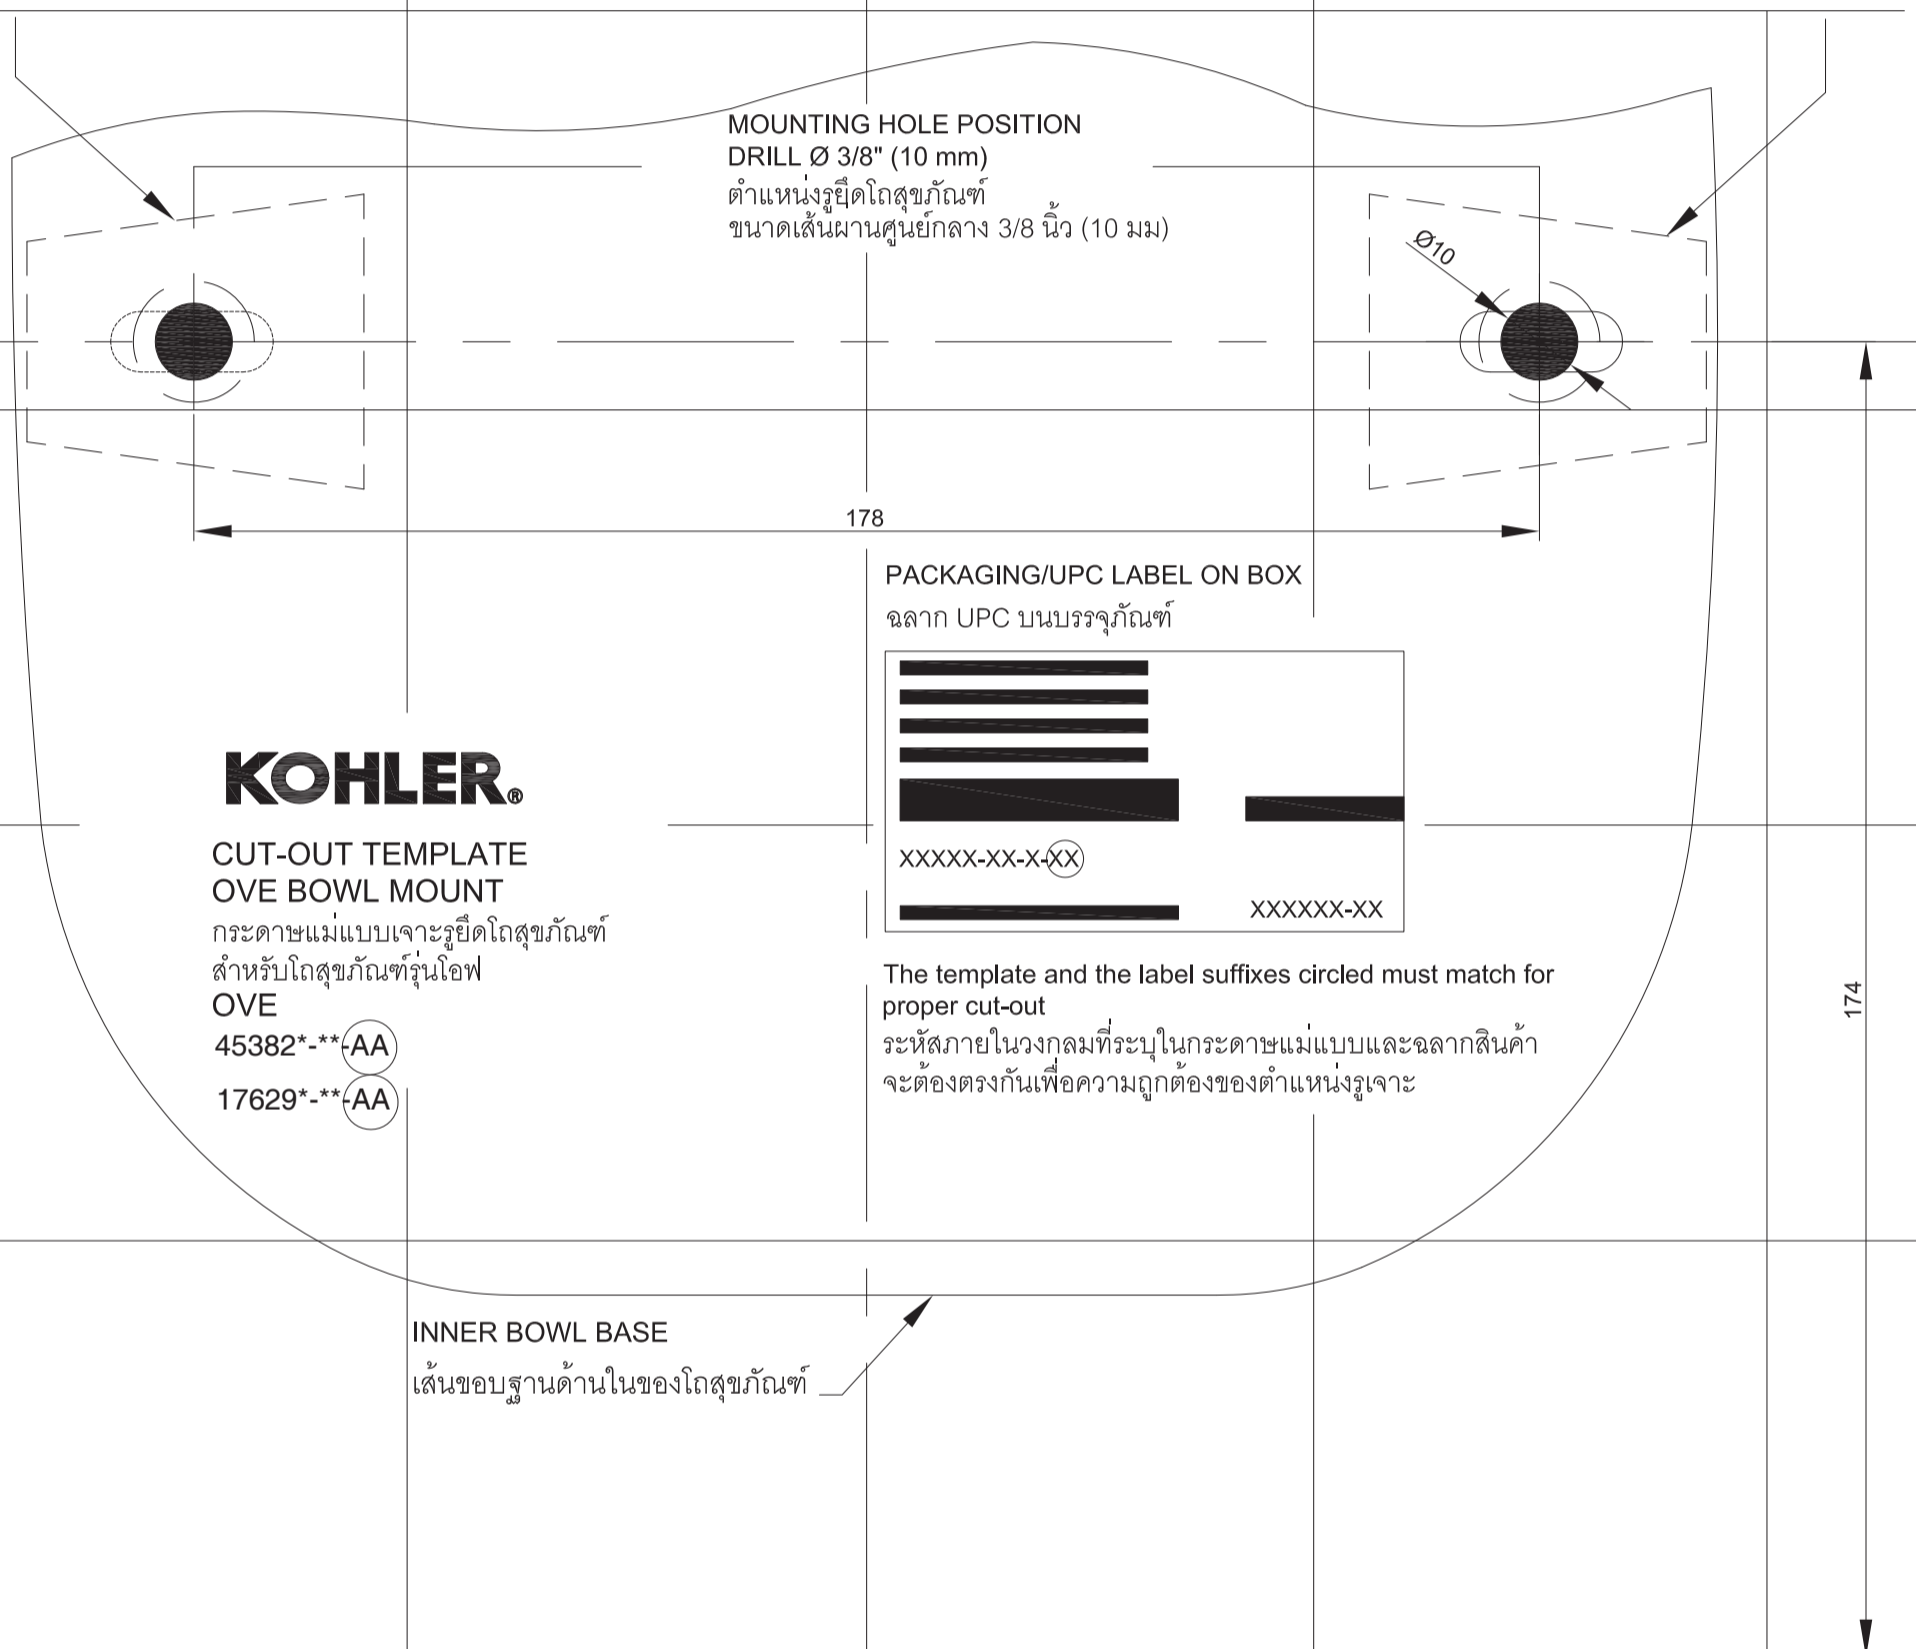 MOUNTING HOLE POSITION
DRILL Ø 3/8" (10 mm)
ตำแหน่งรูยึดโถสุขภัณฑ์
ขนาดเส้นผานศูนย์กลาง 3/8 นิ้ว (10 มม)
Ø10
178
PACKAGING/UPC LABEL ON BOX
ฉลาก UPC บนบรรจุภัณฑ์
KOHLER®
CUT-OUT TEMPLATE
OVE BOWL MOUNT
กระดาษแม่แบบเจาะรูยึดโถสุขภัณฑ์
สำหรับโถสุขภัณฑ์รุ่นโอฟ
OVE
45382*-**-AA
17629*-**-AA
XXXXX-XX-X-XX
XXXXXX-XX
The template and the label suffixes circled must match for
proper cut-out
ระหัสภายในวงกลมที่ระบุในกระดาษแม่แบบและฉลากสินค้า
จะต้องตรงกันเพื่อความถูกต้องของตำแหน่งรูเจาะ
174
INNER BOWL BASE
เส้นขอบฐานด้านในของโถสุขภัณฑ์